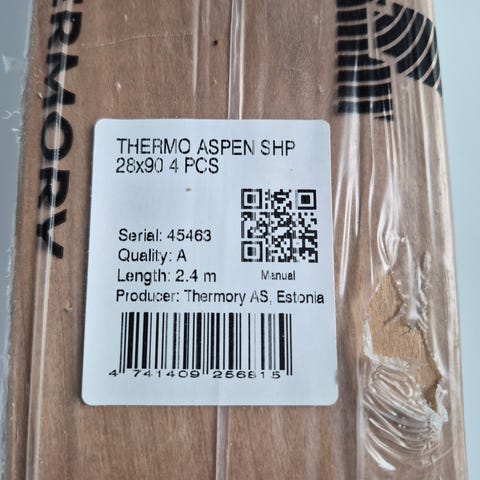 THERMORY
THERMO ASPEN SHP
28x90 4 PCS
Serial: 45463
Quality: A
Length: 2.4 m
Manual
Producer: Thermory AS, Estonia
4 741409 256815